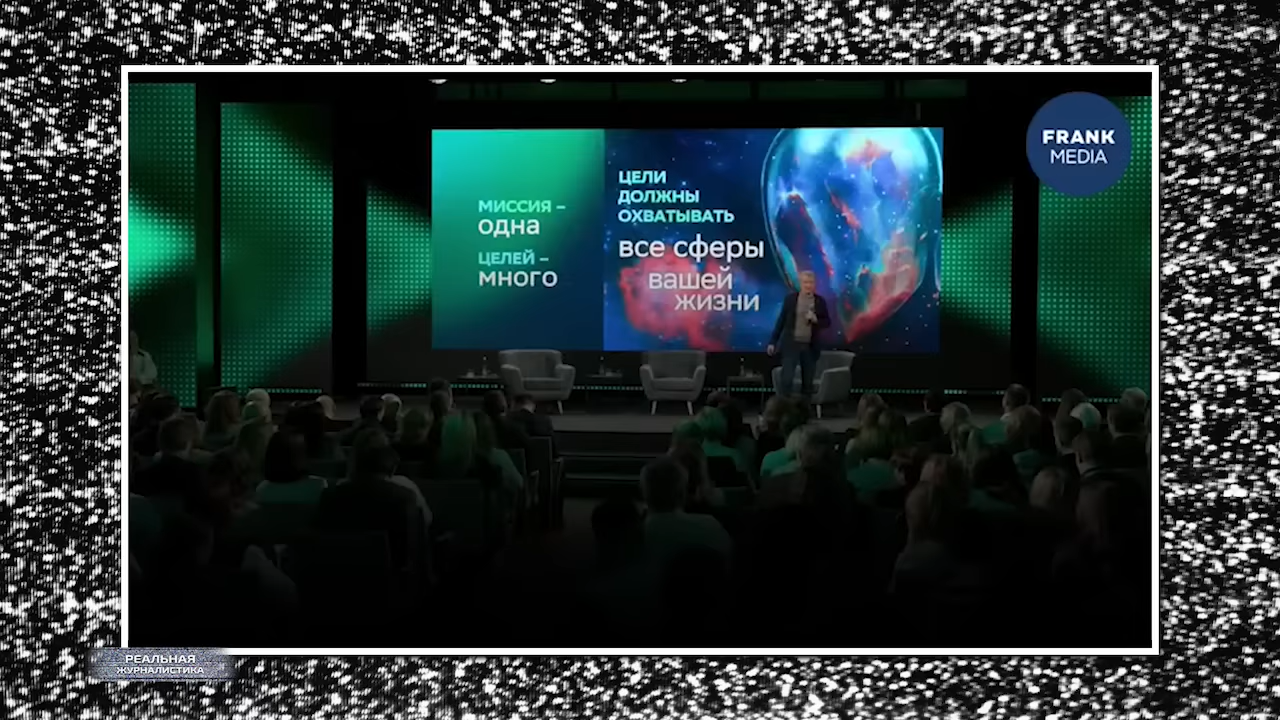 FRANK
MEDIA
МИССИЯ –
одна
ЦЕЛЕЙ –
много
ЦЕЛИ
ДОЛЖНЫ
ОХВАТЫВАТЬ
все сферы
вашей
жизни
РЕАЛЬНАЯ
ЖУРНАЛИСТИКА